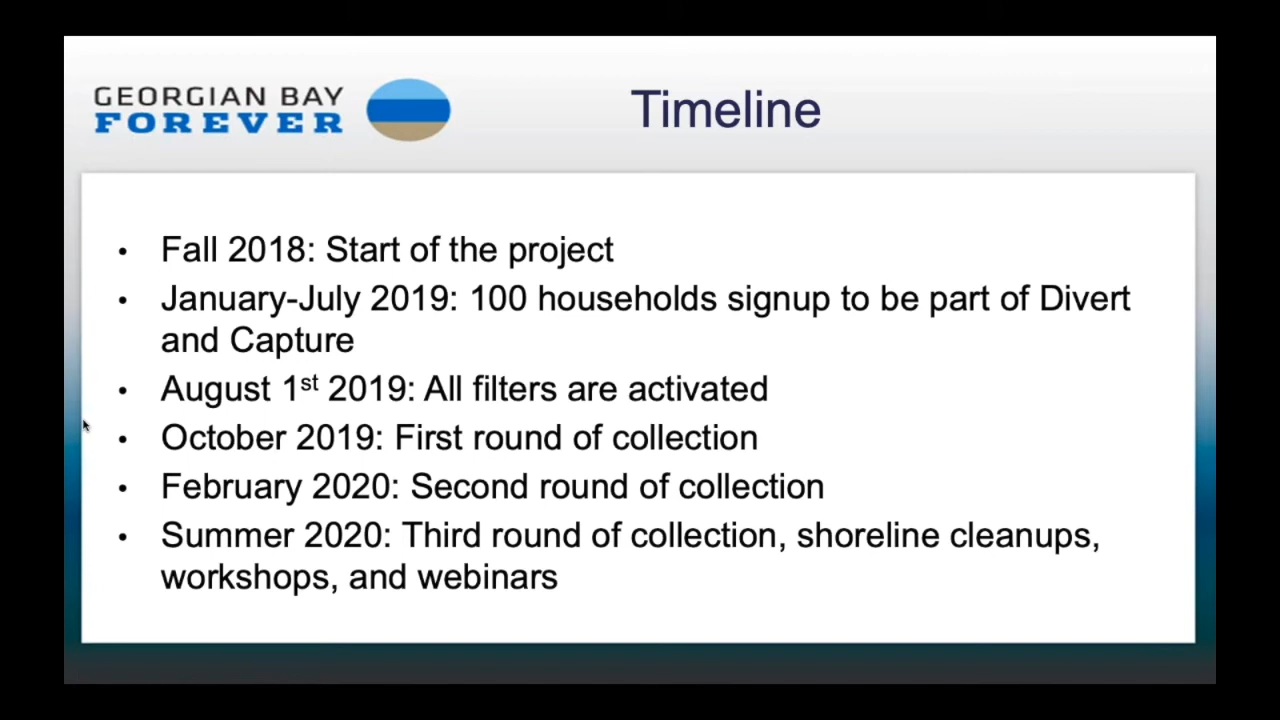 GEORGIAN BAY
FOREVER
Timeline
• Fall 2018: Start of the project
• January-July 2019: 100 households signup to be part of Divert
and Capture
• August 1st 2019: All filters are activated
• October 2019: First round of collection
• February 2020: Second round of collection
• Summer 2020: Third round of collection, shoreline cleanups,
workshops, and webinars